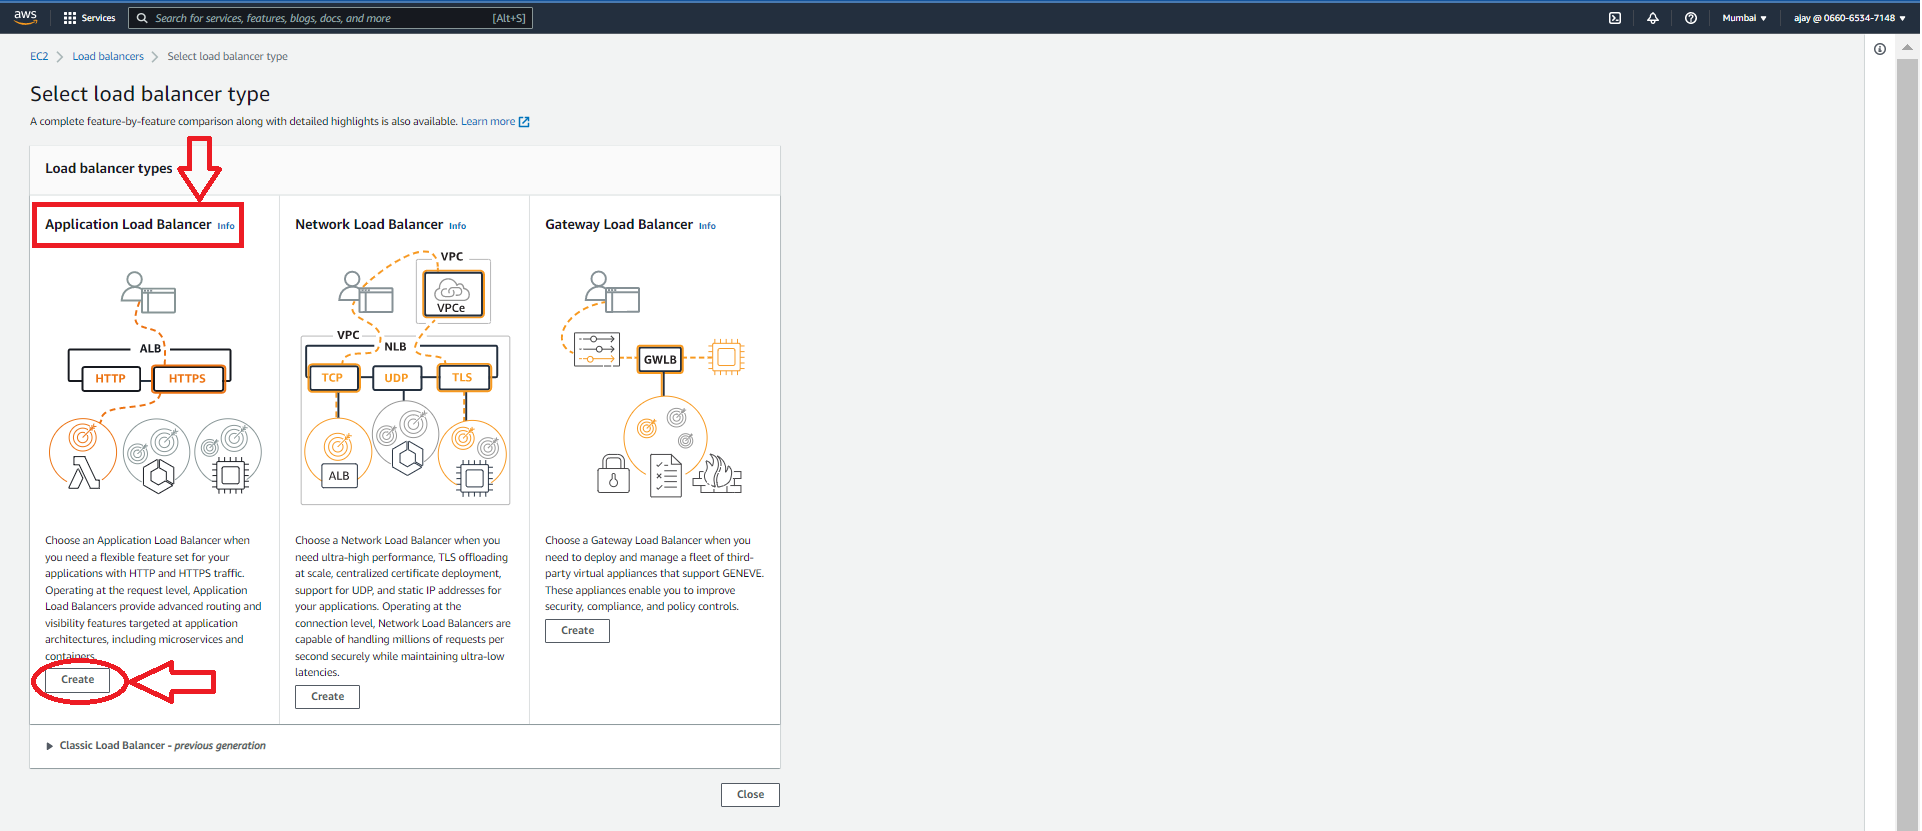 aws
Services
Search for services, features, blogs, docs, and more
[Alt+S]
Mumbai
ajay @ 0660-6534-7148
EC2
Load balancers
Select load balancer type
Select load balancer type
A complete feature-by-feature comparison along with detailed highlights is also available. Learn more
Load balancer types
Application Load Balancer Info
ALB
HTTP
HTTPS
Choose an Application Load Balancer when
you need a flexible feature set for your
applications with HTTP and HTTPS traffic.
Operating at the request level, Application
Load Balancers provide advanced routing and
visibility features targeted at application
architectures, including microservices and
containers.
Create
Network Load Balancer Info
VPC
VPCe
VPC
NLB
TCP
UDP
TLS
ALB
Choose a Network Load Balancer when you
need ultra-high performance, TLS offloading
at scale, centralized certificate deployment,
support for UDP, and static IP addresses for
your applications. Operating at the
connection level, Network Load Balancers are
capable of handling millions of requests per
second securely while maintaining ultra-low
latencies.
Create
Gateway Load Balancer Info
GWLB
Choose a Gateway Load Balancer when you
need to deploy and manage a fleet of third-
party virtual appliances that support GENEVE.
These appliances enable you to improve
security, compliance, and policy controls.
Create
Classic Load Balancer - previous generation
Close